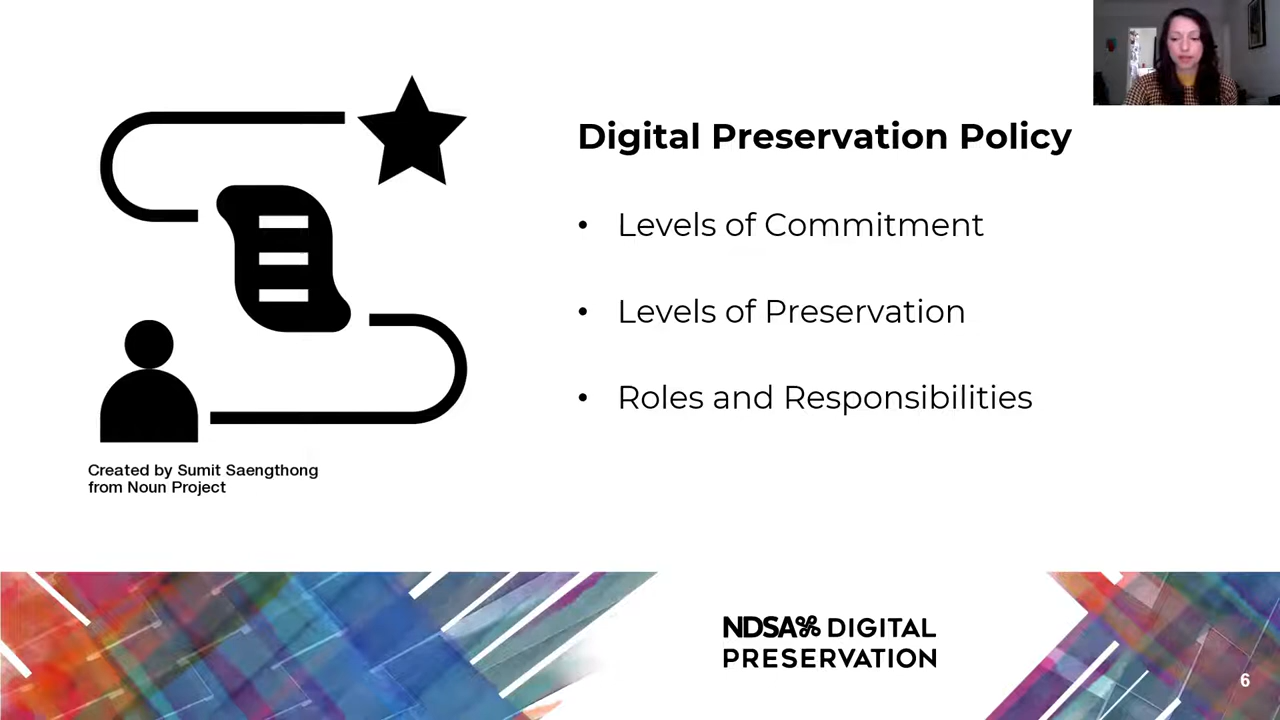 Digital Preservation Policy
• Levels of Commitment
• Levels of Preservation
• Roles and Responsibilities
Created by Sumit Saengthong
from Noun Project
NDSA DIGITAL
PRESERVATION
6